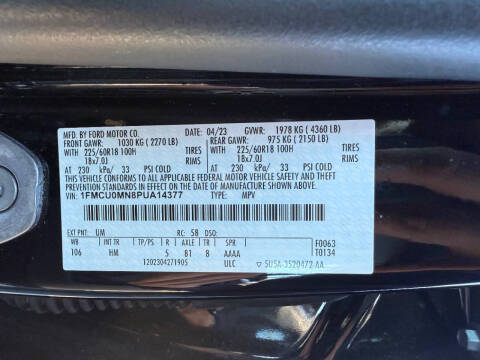 MFD. BY FORD MOTOR CO. 04/23 GVWR: 1978 KG ( 4360 LB)
FRONT GAWR: 1030 KG ( 2270 LB) REAR GAWR: 975 KG ( 2150 LB)
WITH 225/60R18 100H TIRES WITH 225/60R18 100H TIRES
18x7.0J RIMS 18x7.0J RIMS
AT 230 kPa/ 33 PSI COLD AT 230 kPa/ 33 PSI COLD
THIS VEHICLE CONFORMS TO ALL APPLICABLE FEDERAL MOTOR VEHICLE SAFETY AND THEFT
PREVENTION STANDARDS IN EFFECT ON THE DATE OF MANUFACTURE SHOWN ABOVE.
VIN: 1FMCU0MN8PUA14377 TYPE: MPV
EXT PNT: UM RC: 58 DSO:
WB INT TR TP/PS R AXLE TR SPR F0063
106 HM 5 81 8 AAAA T0134
1202304271905 ULC 5U5A-3520472-AA